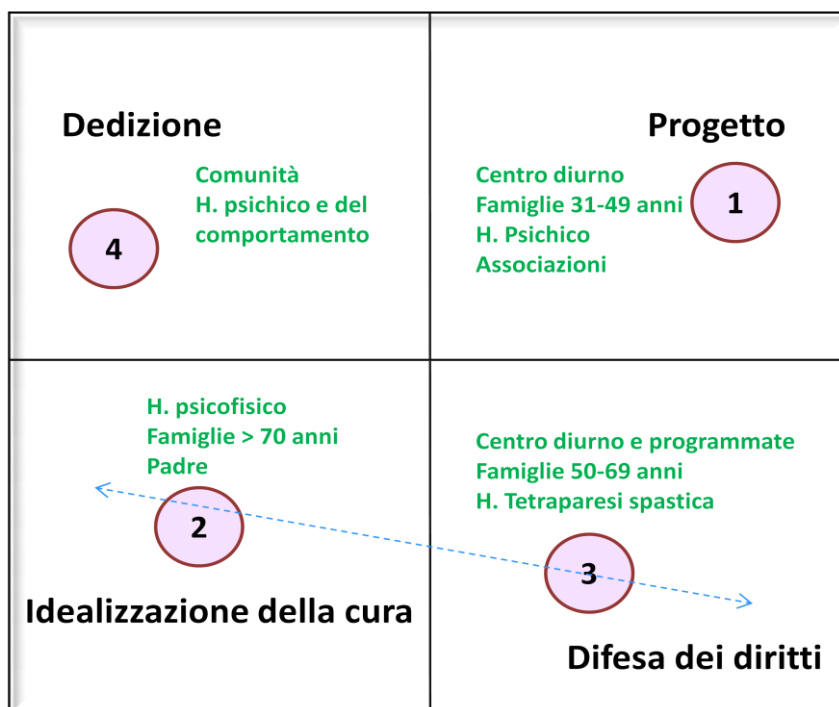 Dedizione
Comunità
H. psichico e del
comportamento
4
Progetto
Centro diurno
Famiglie 31-49 anni
H. Psichico
Associazioni
1
H. psicofisico
Famiglie > 70 anni
Padre
2
Idealizzazione della cura
Centro diurno e programmate
Famiglie 50-69 anni
H. Tetraparesi spastica
3
Difesa dei diritti